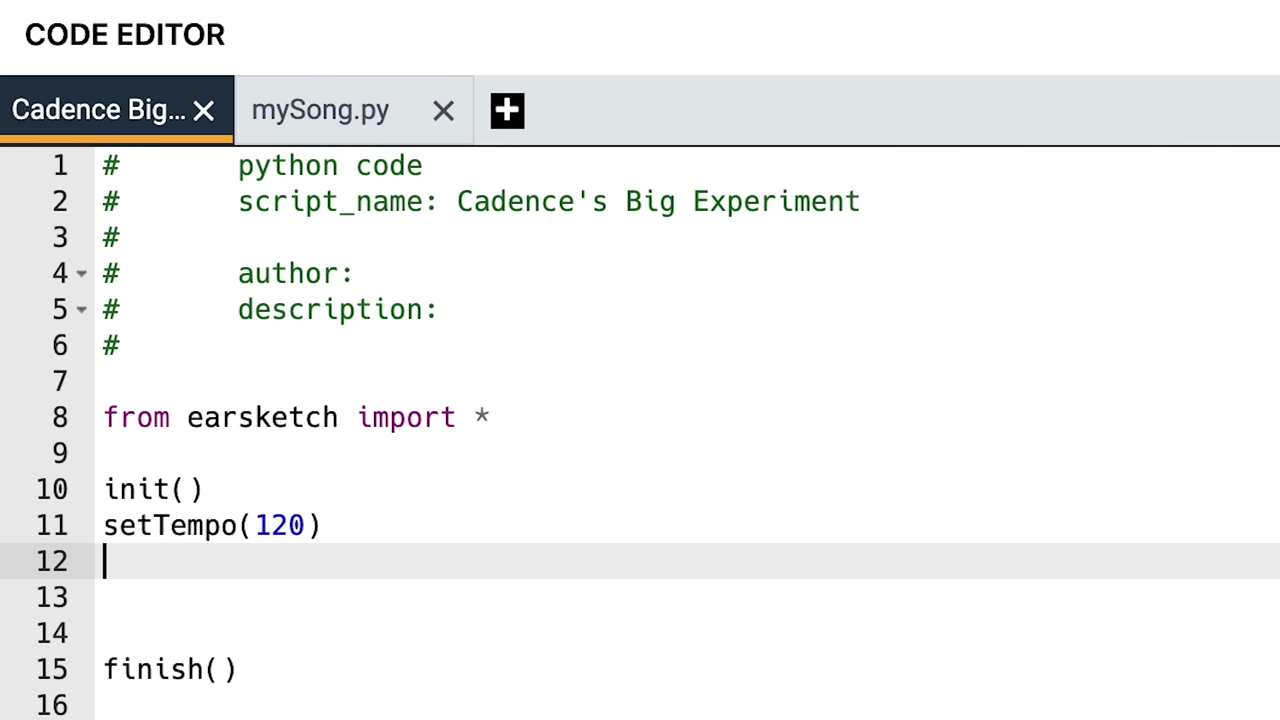 CODE EDITOR
Cadence Big... × mySong.py × +
1 # python code
2 # script_name: Cadence's Big Experiment
3 #
4 # author:
5 # description:
6 #
7
8 from earsketch import *
9
10 init()
11 setTempo(120)
12
13
14
15 finish()
16